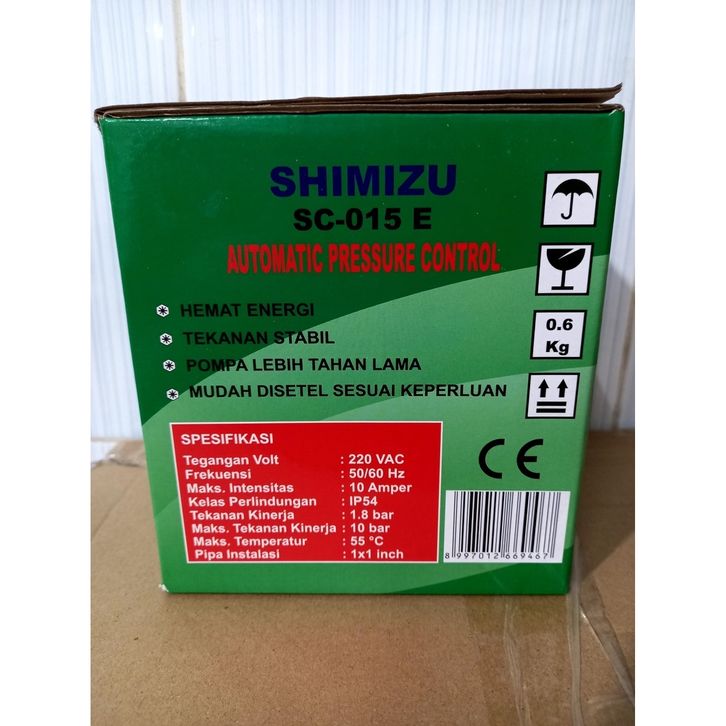 SHIMIZU
SC-015 E
AUTOMATIC PRESSURE CONTROL
HEMAT ENERGI
TEKANAN STABIL
POMPA LEBIH TAHAN LAMA
MUDAH DISETEL SESUAI KEPERLUAN
0.6
Kg
SPESIFIKASI
Tegangan Volt : 220 VAC
Frekuensi : 50/60 Hz
Maks. Intensitas : 10 Amper
Kelas Perlindungan : IP54
Tekanan Kinerja : 1.8 bar
Maks. Tekanan Kinerja : 10 bar
Maks. Temperatur : 55 °C
Pipa Instalasi : 1x1 inch
CE
8 997012 669467